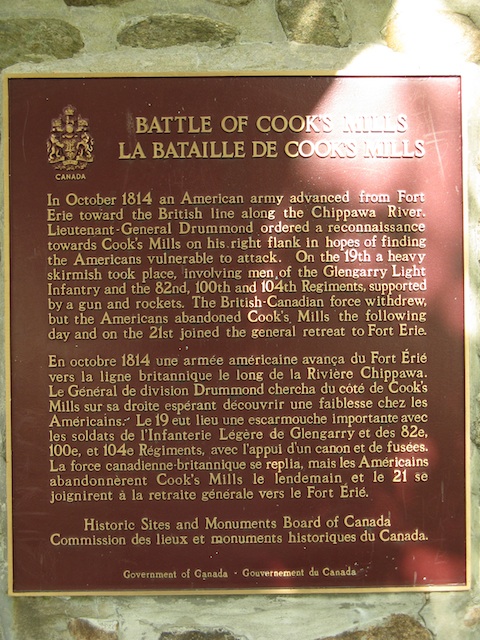 CANADA
BATTLE OF COOK'S MILLS
LA BATAILLE DE COOK'S MILLS
In October 1814 an American army advanced from Fort
Erie toward the British line along the Chippawa River.
Lieutenant-General Drummond ordered a reconnaissance
towards Cook's Mills on his right flank in hopes of finding
the Americans vulnerable to attack. On the 19th a heavy
skirmish took place, involving men of the Glengarry Light
Infantry and the 82nd, 100th and 104th Regiments, supported
by a gun and rockets. The British-Canadian force withdrew,
but the Americans abandoned Cook's Mills the following
day and on the 21st joined the general retreat to Fort Erie.
En octobre 1814 une armée américaine avança du Fort Érié
vers la ligne britannique le long de la Rivière Chippawa.
Le Général de division Drummond chercha du côté de Cook's
Mills sur sa droite espérant découvrir une faiblesse chez les
Américains. Le 19 eut lieu une escarmouche importante avec
les soldats de l'Infanterie Légère de Glengarry et des 82e,
100e, et 104e Régiments, avec l'appui d'un canon et de fusées.
La force canadienne-britannique se replia, mais les Américains
abandonnèrent Cook's Mills le lendemain et le 21 se
joignirent à la retraite générale vers le Fort Érié.
Historic Sites and Monuments Board of Canada
Commission des lieux et monuments historiques du Canada.
Government of Canada - Gouvernement du Canada